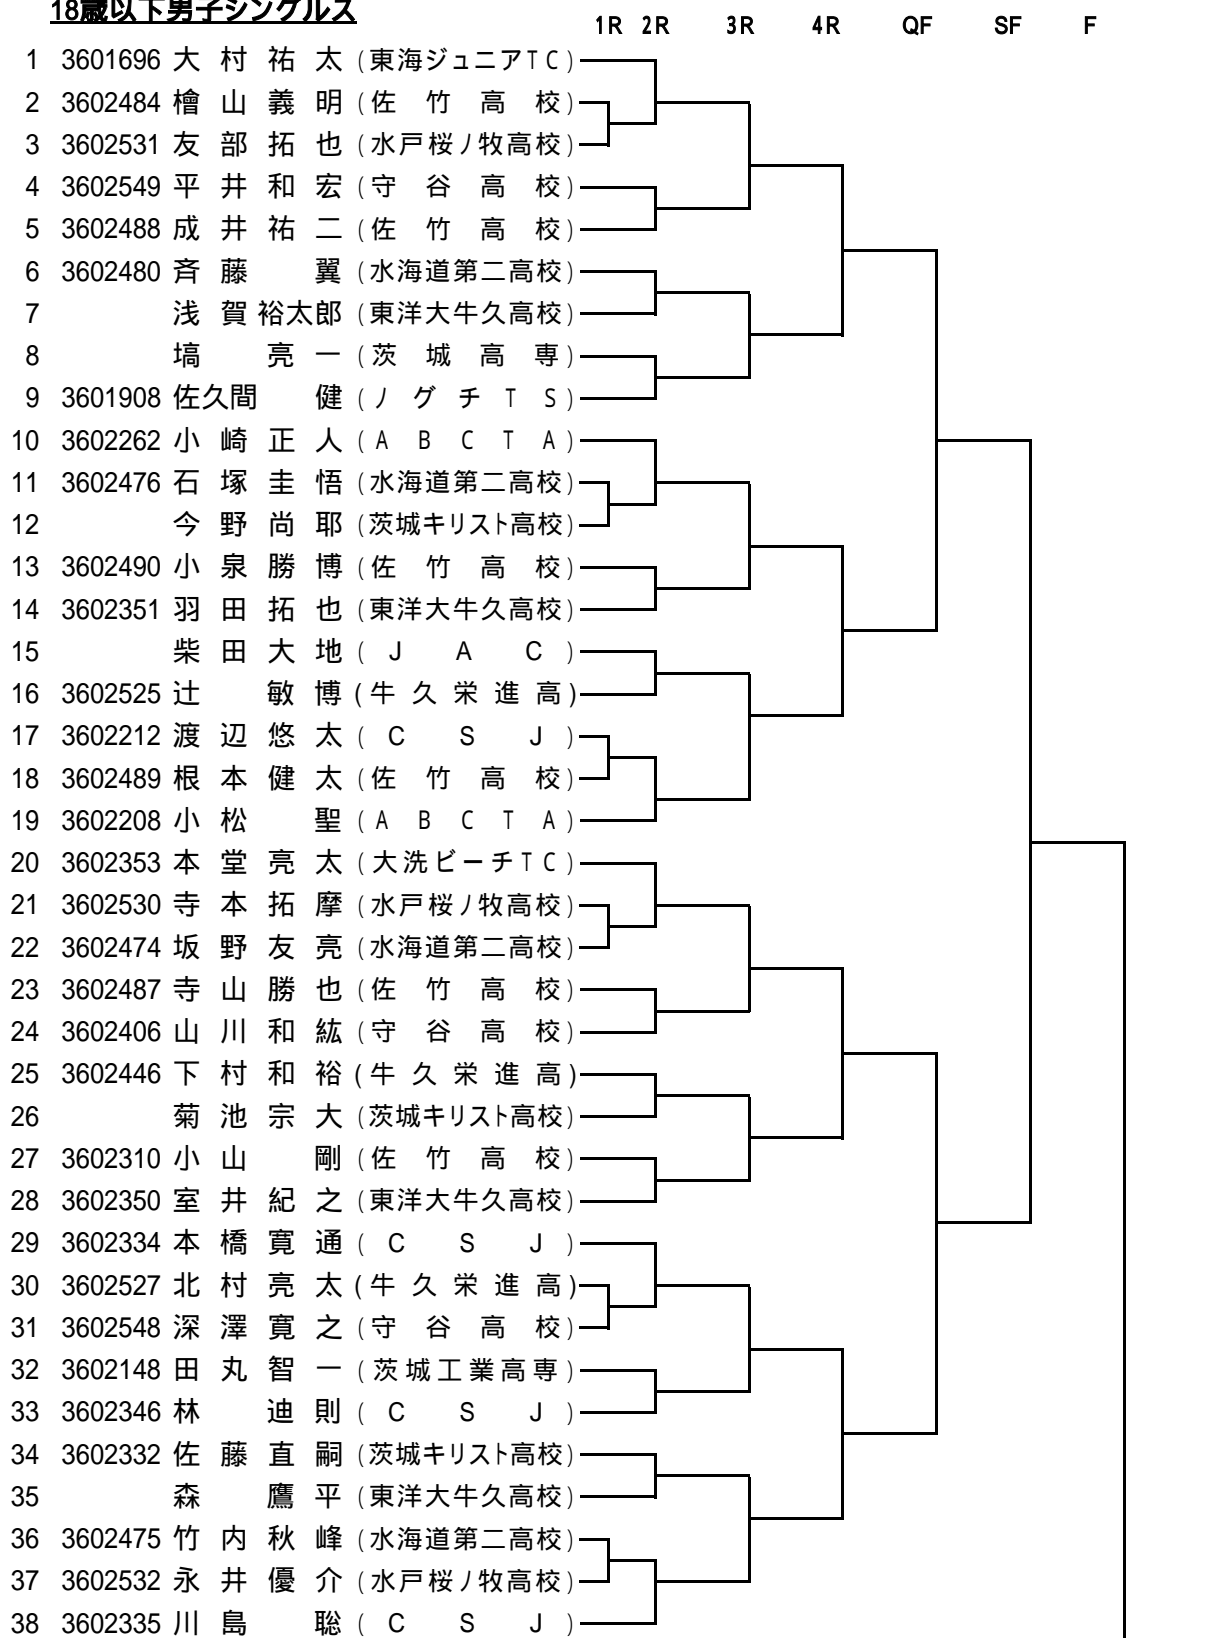 18歳以下男子シングルス
1R 2R 3R 4R QF SF F
1 3601696 大村祐太 (東海ジュニアTC)
2 3602484 檜山義明 (佐竹高校)
3 3602531 友部拓也 (水戸桜ノ牧高校)
4 3602549 平井和宏 (守谷高校)
5 3602488 成井祐二 (佐竹高校)
6 3602480 斉藤翼 (水海道第二高校)
7 浅賀裕太郎 (東洋大牛久高校)
8 塙亮一 (茨城高専)
9 3601908 佐久間健 (ノグチTS)
10 3602262 小崎正人 (ABCTA)
11 3602476 石塚圭悟 (水海道第二高校)
12 今野尚耶 (茨城キリスト高校)
13 3602490 小泉勝博 (佐竹高校)
14 3602351 羽田拓也 (東洋大牛久高校)
15 柴田大地 (JAC)
16 3602525 辻敏博 (牛久栄進高)
17 3602212 渡辺悠太 (CSJ)
18 3602489 根本健太 (佐竹高校)
19 3602208 小松聖 (ABCTA)
20 3602353 本堂亮太 (大洗ビーチTC)
21 3602530 寺本拓摩 (水戸桜ノ牧高校)
22 3602474 坂野友亮 (水海道第二高校)
23 3602487 寺山勝也 (佐竹高校)
24 3602406 山川和紘 (守谷高校)
25 3602446 下村和裕 (牛久栄進高)
26 菊池宗大 (茨城キリスト高校)
27 3602310 小山剛 (佐竹高校)
28 3602350 室井紀之 (東洋大牛久高校)
29 3602334 本橋寛通 (CSJ)
30 3602527 北村亮太 (牛久栄進高)
31 3602548 深澤寛之 (守谷高校)
32 3602148 田丸智一 (茨城工業高専)
33 3602346 林迪則 (CSJ)
34 3602332 佐藤直嗣 (茨城キリスト高校)
35 森鷹平 (東洋大牛久高校)
36 3602475 竹内秋峰 (水海道第二高校)
37 3602532 永井優介 (水戸桜ノ牧高校)
38 3602335 川島聡 (CSJ)